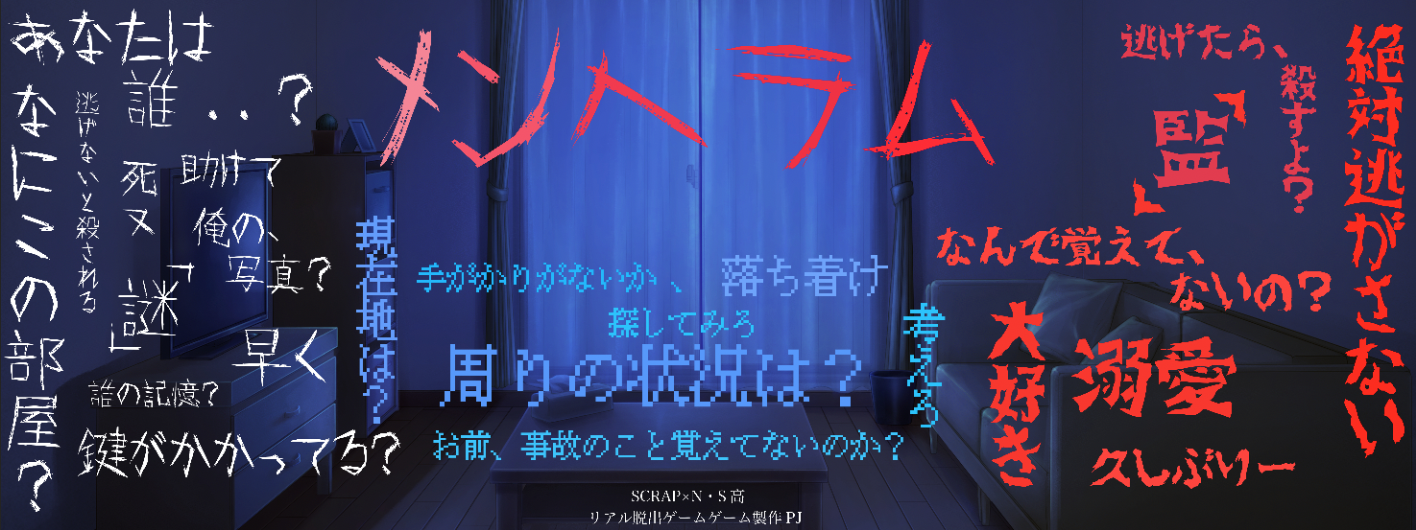 メンヘラム
あなたは
誰..?
なにこの部屋?
逃げないと殺される
死
ヌ
助けて
俺の、
写真?
「謎」
早く
誰の記憶?
鍵がかかってる?
現在地は?
手がかりがないか、
探してみろ
落ち着け
周りの状況は?
考えろ
お前、事故のこと覚えてないのか?
逃げたら、
殺すよ?
「監」
絶対逃がさない
なんで覚えて、
ないの?
大好き
溺愛
久しぶりー
SCRAP×N・S高
リアル脱出ゲームゲーム製作PJ